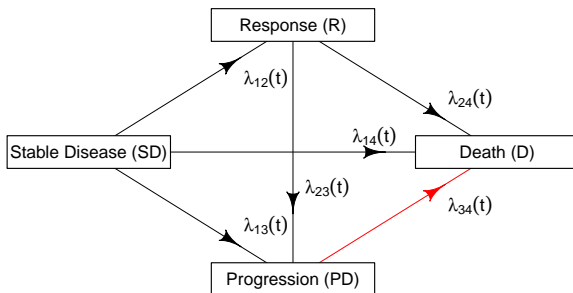 Response (R)
λ12(t)
λ24(t)
λ14(t)
Stable Disease (SD)
Death (D)
λ23(t)
λ34(t)
λ13(t)
Progression (PD)